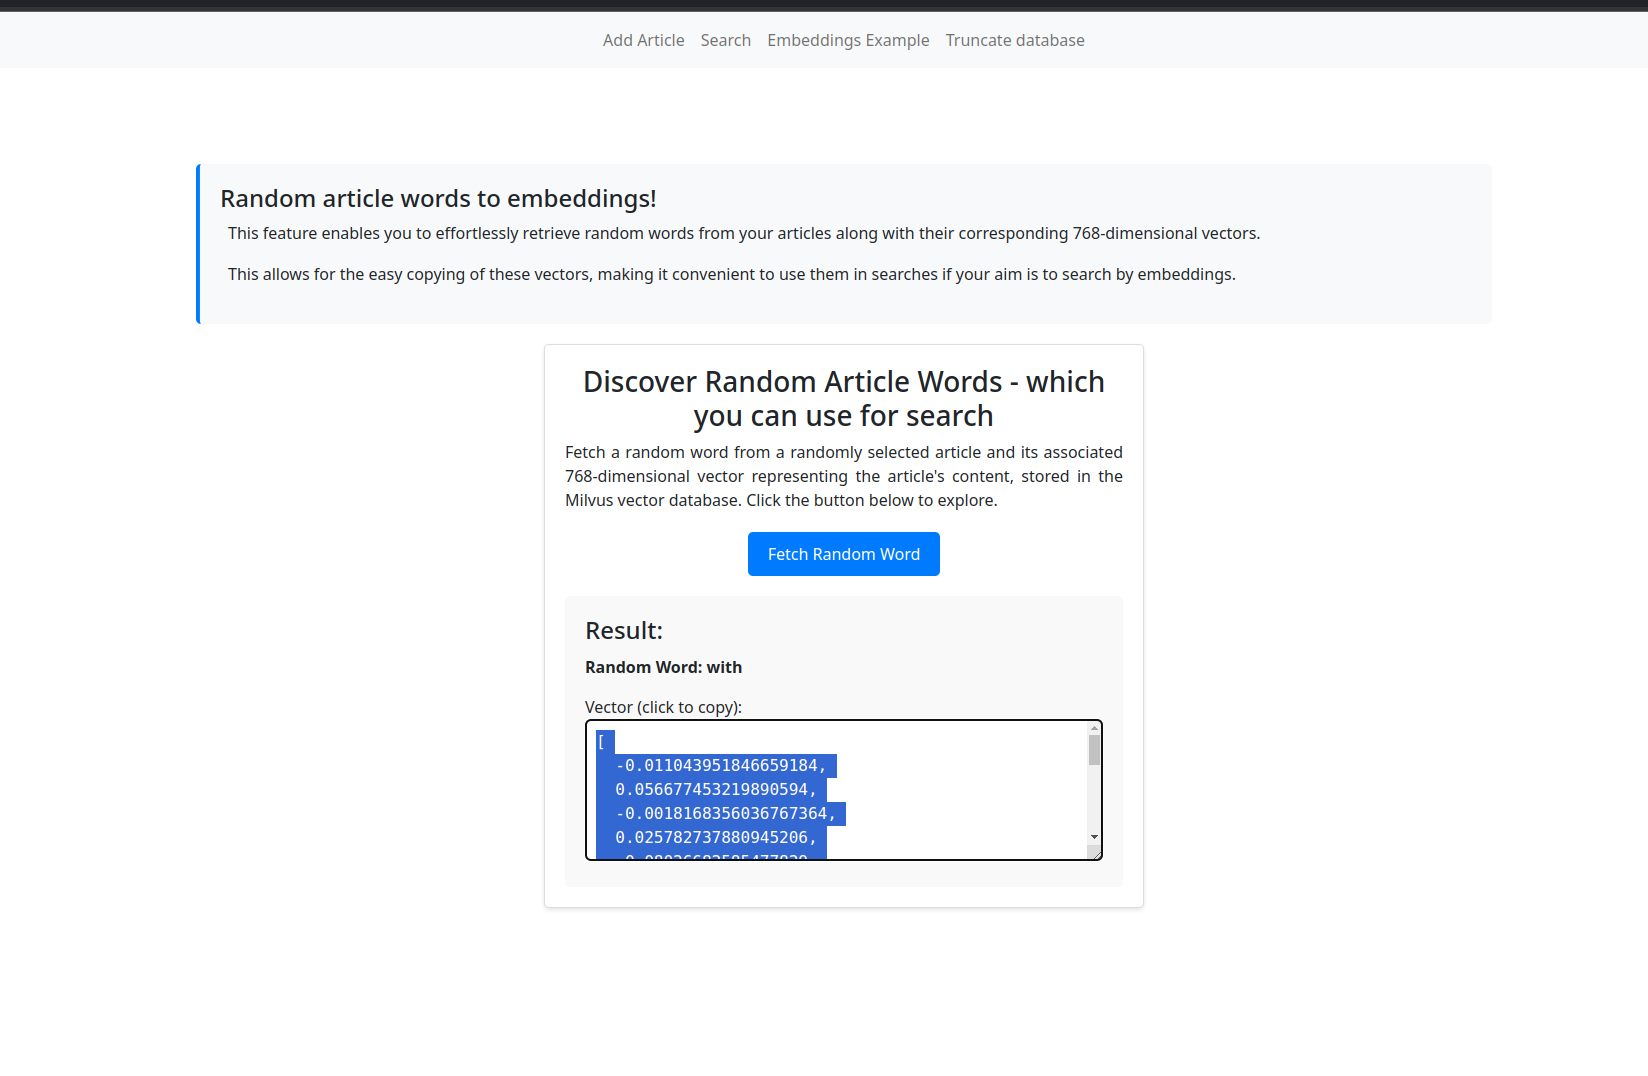 Add Article Search Embeddings Example Truncate database
Random article words to embeddings!
This feature enables you to effortlessly retrieve random words from your articles along with their corresponding 768-dimensional vectors.
This allows for the easy copying of these vectors, making it convenient to use them in searches if your aim is to search by embeddings.
Discover Random Article Words - which
you can use for search
Fetch a random word from a randomly selected article and its associated
768-dimensional vector representing the article's content, stored in the
Milvus vector database. Click the button below to explore.
Fetch Random Word
Result:
Random Word: with
Vector (click to copy):
[
-0.011043951846659184,
0.056677453219890594,
-0.0018168356036767364,
0.025782737880945206,